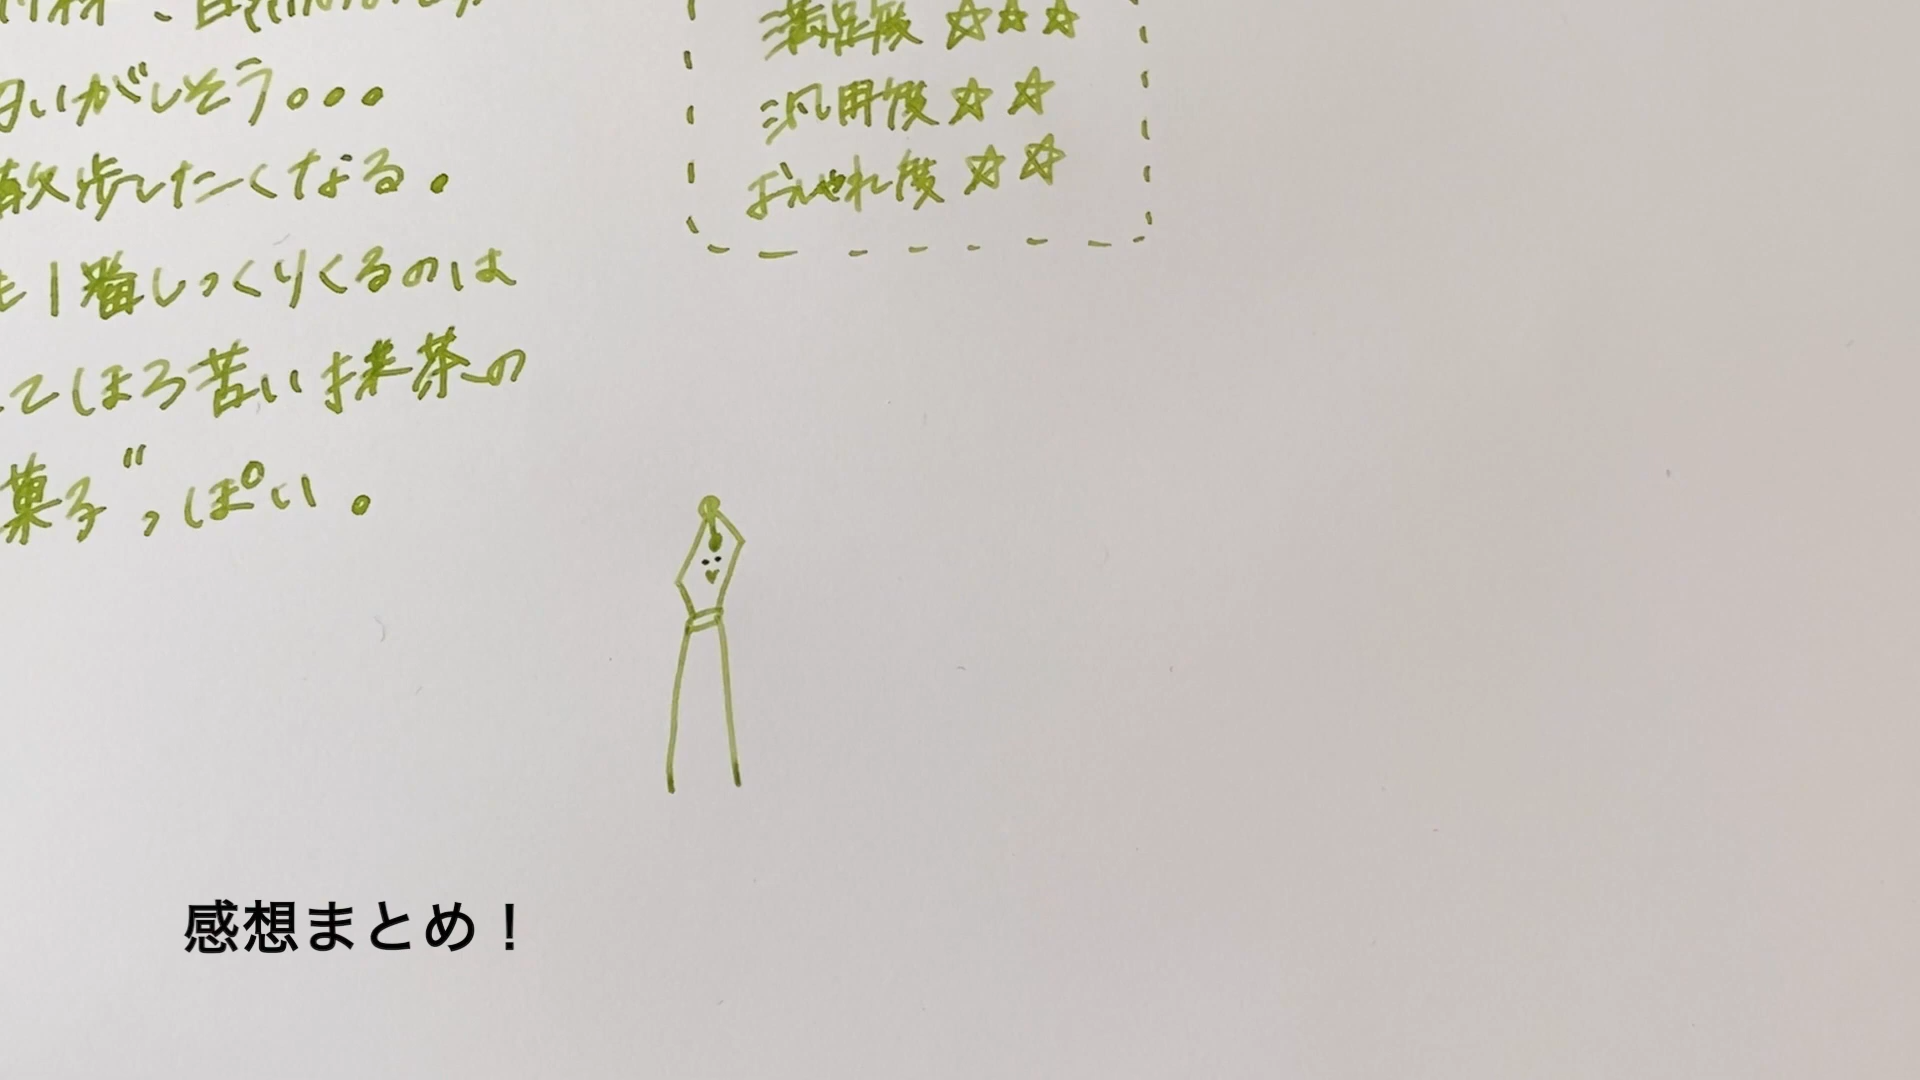 匂いがしそう。。。
散歩したくなる。
も1番しっくりくるのは
してほろ苦い抹茶の
菓子"っぽい。
満足度 ☆☆☆
汎用度 ☆☆
おしゃれ度 ☆☆
感想まとめ！